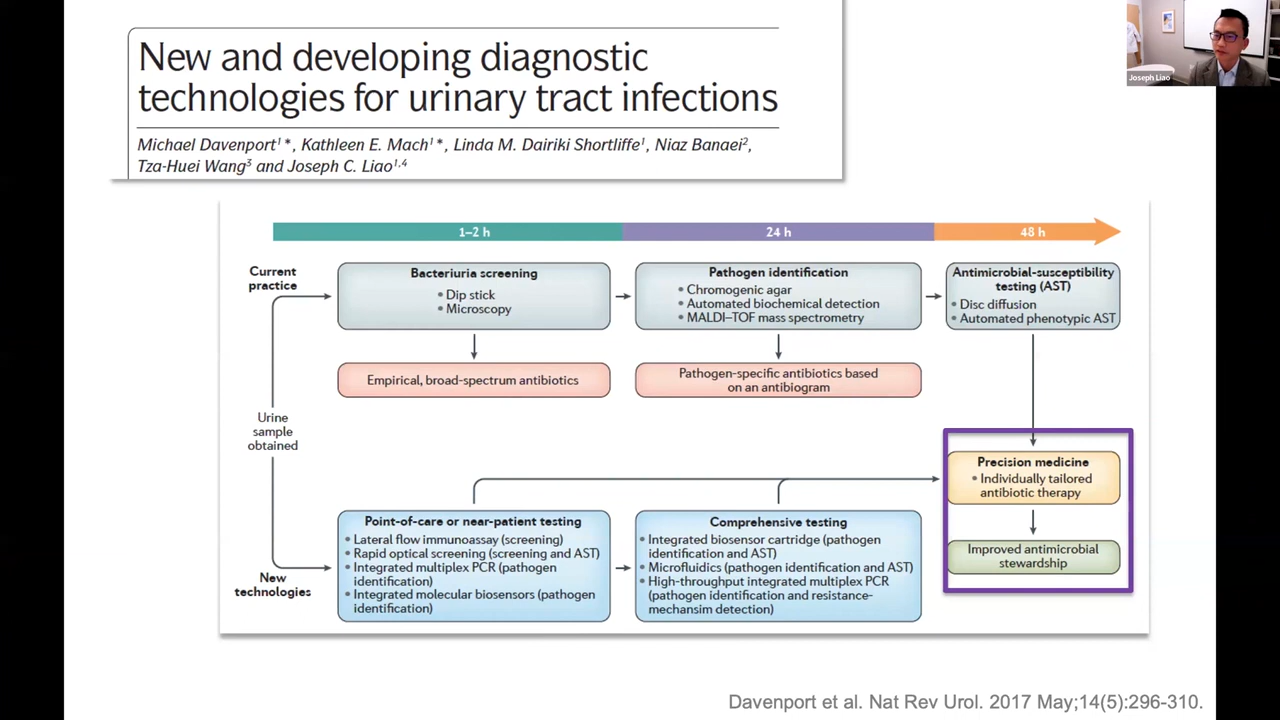 New and developing diagnostic
technologies for urinary tract infections
Michael Davenport¹*, Kathleen E. Mach¹*, Linda M. Dairiki Shortliffe¹, Niaz Banaei²,
Tza-Huei Wang³ and Joseph C. Liao¹,⁴
Joseph Liao
1–2 h
24 h
48 h
Current
practice
Bacteriuria screening
• Dip stick
• Microscopy
Pathogen identification
• Chromogenic agar
• Automated biochemical detection
• MALDI–TOF mass spectrometry
Antimicrobial-susceptibility
testing (AST)
• Disc diffusion
• Automated phenotypic AST
Empirical, broad-spectrum antibiotics
Pathogen-specific antibiotics based
on an antibiogram
Urine
sample
obtained
Precision medicine
• Individually tailored
antibiotic therapy
Improved antimicrobial
stewardship
New
technologies
Point-of-care or near-patient testing
• Lateral flow immunoassay (screening)
• Rapid optical screening (screening and AST)
• Integrated multiplex PCR (pathogen
identification)
• Integrated molecular biosensors (pathogen
identification)
Comprehensive testing
• Integrated biosensor cartridge (pathogen
identification and AST)
• Microfluidics (pathogen identification and AST)
• High-throughput integrated multiplex PCR
(pathogen identification and resistance-
mechansim detection)
Davenport et al. Nat Rev Urol. 2017 May;14(5):296-310.